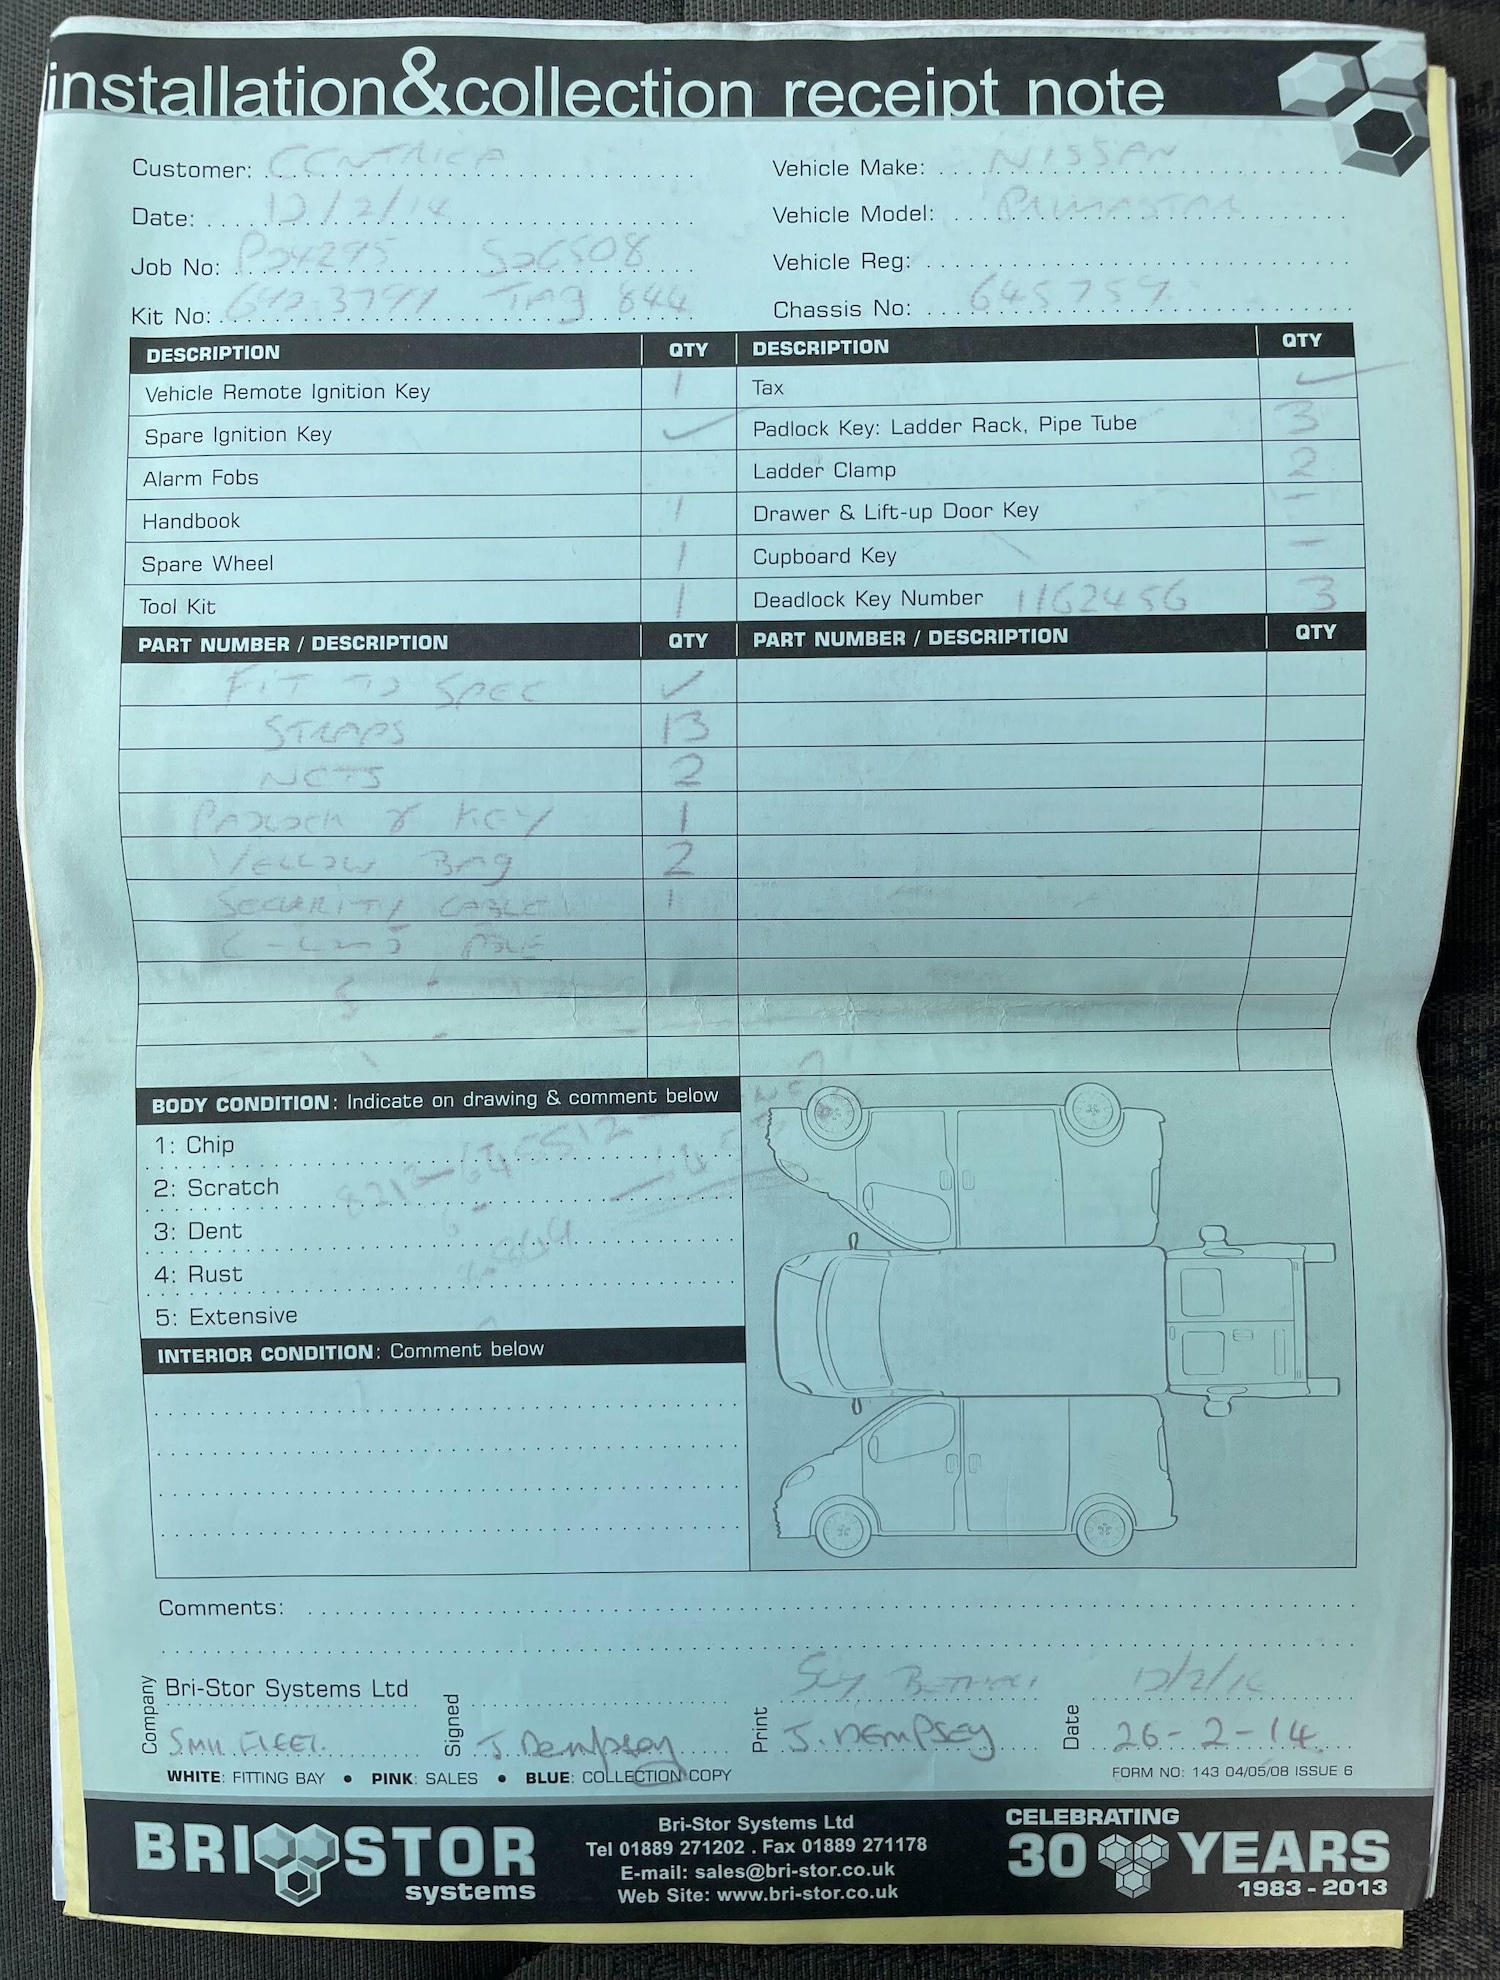 installation&collection receipt note
Customer: CENTRICA
Vehicle Make: NISSAN
Date: 12/2/14
Vehicle Model: PRIMASTAR
Job No: P24295 S26508
Vehicle Reg:
Kit No: TAG 844
Chassis No: 645759
DESCRIPTION QTY DESCRIPTION QTY
Vehicle Remote Ignition Key 1 Tax ✓
Spare Ignition Key ✓ Padlock Key: Ladder Rack, Pipe Tube 3
Alarm Fobs Ladder Clamp 2
Handbook 1 Drawer & Lift-up Door Key -
Spare Wheel 1 Cupboard Key -
Tool Kit 1 Deadlock Key Number 1162456 3
PART NUMBER / DESCRIPTION QTY PART NUMBER / DESCRIPTION QTY
FIT TO SPEC ✓
STRAPS 13
NETS 2
PADLOCK & KEY 1
YELLOW BAG 2
SECURITY CABLE 1
BODY CONDITION: Indicate on drawing & comment below
1: Chip
2: Scratch
3: Dent
4: Rust
5: Extensive
INTERIOR CONDITION: Comment below
Comments:
Company Bri-Stor Systems Ltd Signed Print Date 12/2/14
SMH FLEET. J. Dempsey J. DEMPSEY 26-2-14
WHITE: FITTING BAY • PINK: SALES • BLUE: COLLECTION COPY
FORM NO: 143 04/05/08 ISSUE 6
BRI STOR
systems
Bri-Stor Systems Ltd
Tel 01889 271202 . Fax 01889 271178
E-mail: sales@bri-stor.co.uk
Web Site: www.bri-stor.co.uk
CELEBRATING
30 YEARS
1983 - 2013